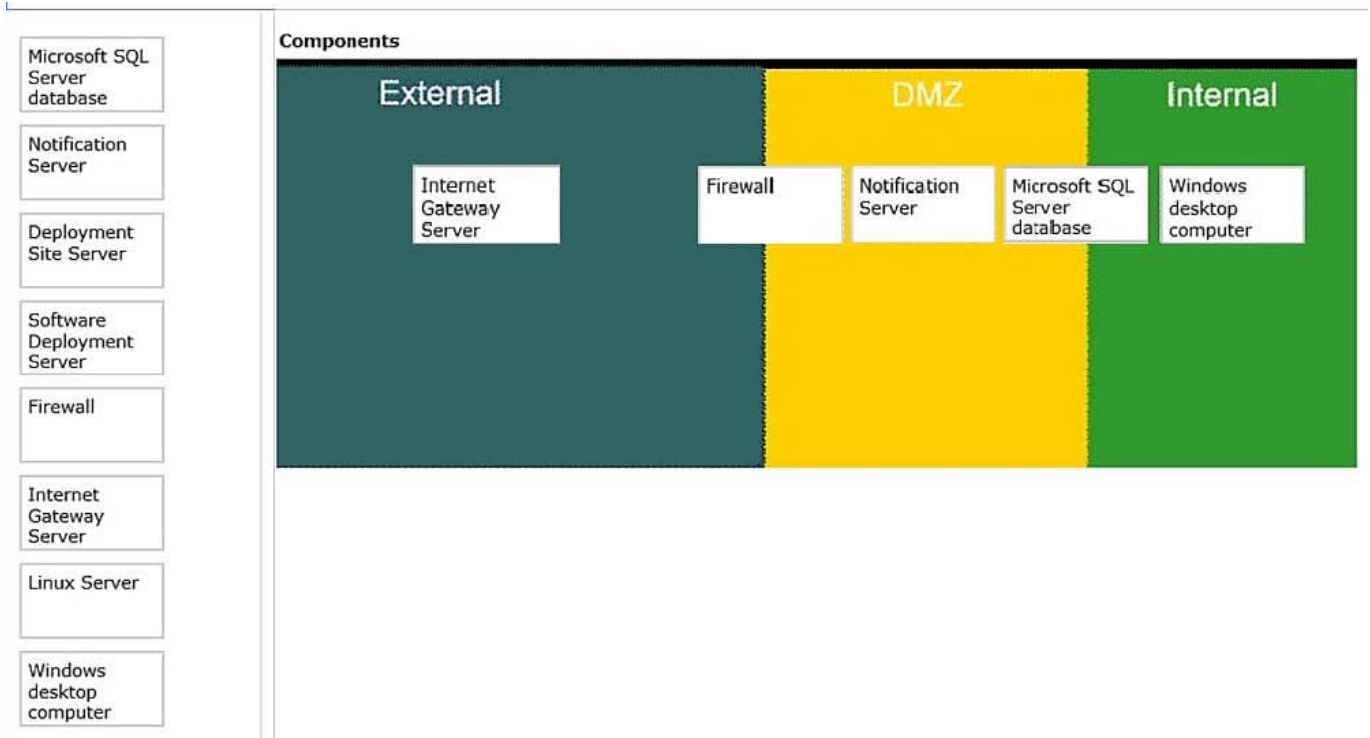 Microsoft SQL
Server
database
Notification
Server
Deployment
Site Server
Software
Deployment
Server
Firewall
Internet
Gateway
Server
Linux Server
Windows
desktop
computer
Components
External
DMZ
Internal
Internet
Gateway
Server
Firewall
Notification
Server
Microsoft SQL
Server
database
Windows
desktop
computer